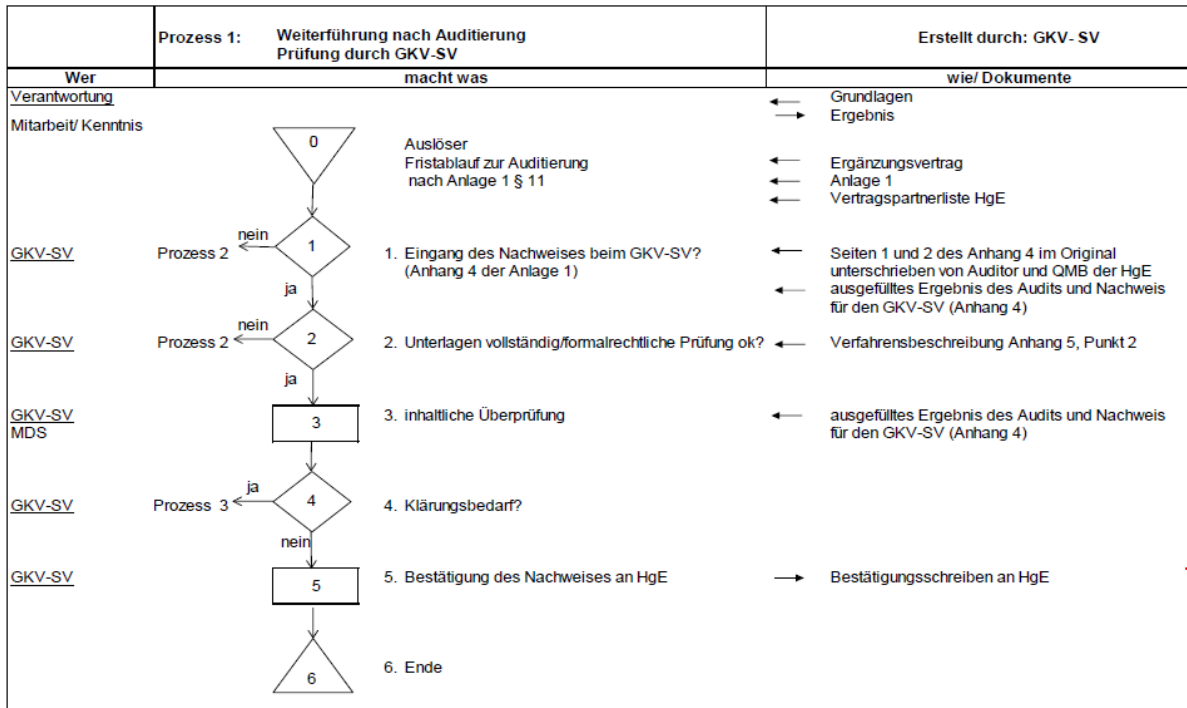 Prozess 1: Weiterführung nach Auditierung
Prüfung durch GKV-SV
Erstellt durch: GKV- SV
Wer macht was wie/ Dokumente
Verantwortung
Mitarbeit/ Kenntnis
← Grundlagen
→ Ergebnis
0
Auslöser
Fristablauf zur Auditierung
nach Anlage 1 § 11
← Ergänzungsvertrag
← Anlage 1
← Vertragspartnerliste HgE
GKV-SV
Prozess 2
nein
1
ja
1. Eingang des Nachweises beim GKV-SV?
(Anhang 4 der Anlage 1)
← Seiten 1 und 2 des Anhang 4 im Original
unterschrieben von Auditor und QMB der HgE
← ausgefülltes Ergebnis des Audits und Nachweis
für den GKV-SV (Anhang 4)
GKV-SV
Prozess 2
nein
2
ja
2. Unterlagen vollständig/formalrechtliche Prüfung ok?
← Verfahrensbeschreibung Anhang 5, Punkt 2
GKV-SV
MDS
3
3. inhaltliche Überprüfung
← ausgefülltes Ergebnis des Audits und Nachweis
für den GKV-SV (Anhang 4)
GKV-SV
Prozess 3
ja
4
nein
4. Klärungsbedarf?
GKV-SV
5
5. Bestätigung des Nachweises an HgE
→ Bestätigungsschreiben an HgE
6
6. Ende